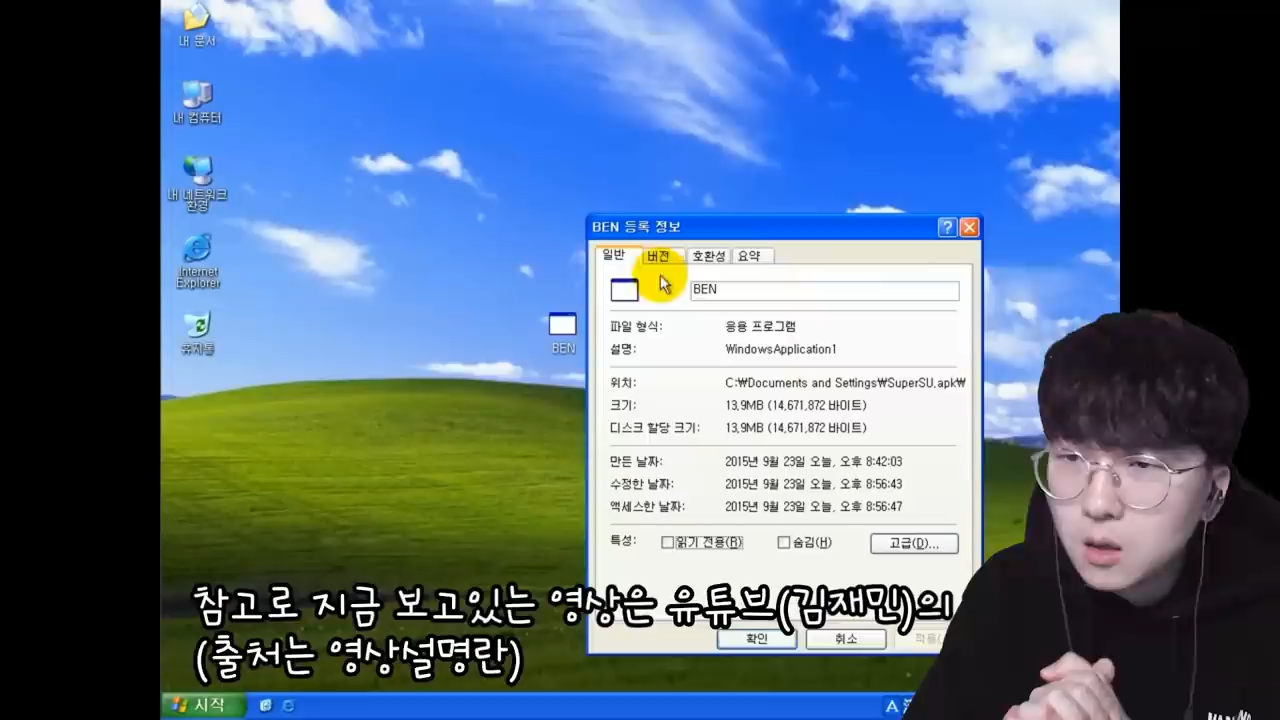 내 문서
내 컴퓨터
내 네트워크
환경
Internet
Explorer
휴지통
BEN
BEN 등록 정보
일반 버전 호환성 요약
BEN
파일 형식: 응용 프로그램
설명: WindowsApplication1
위치: C:₩Documents and Settings₩SuperSU.apk₩
크기: 13.9MB (14,671,872 바이트)
디스크 할당 크기: 13.9MB (14,671,872 바이트)
만든 날짜: 2015년 9월 23일 오늘, 오후 8:42:03
수정한 날짜: 2015년 9월 23일 오늘, 오후 8:56:43
액세스한 날짜: 2015년 9월 23일 오늘, 오후 8:56:47
특성: 읽기 전용(R) 숨김(H) 고급(D)...
참고로 지금 보고있는 영상은 유튜브(김재민)의
(출처는 영상설명란)
확인 취소
시작 A